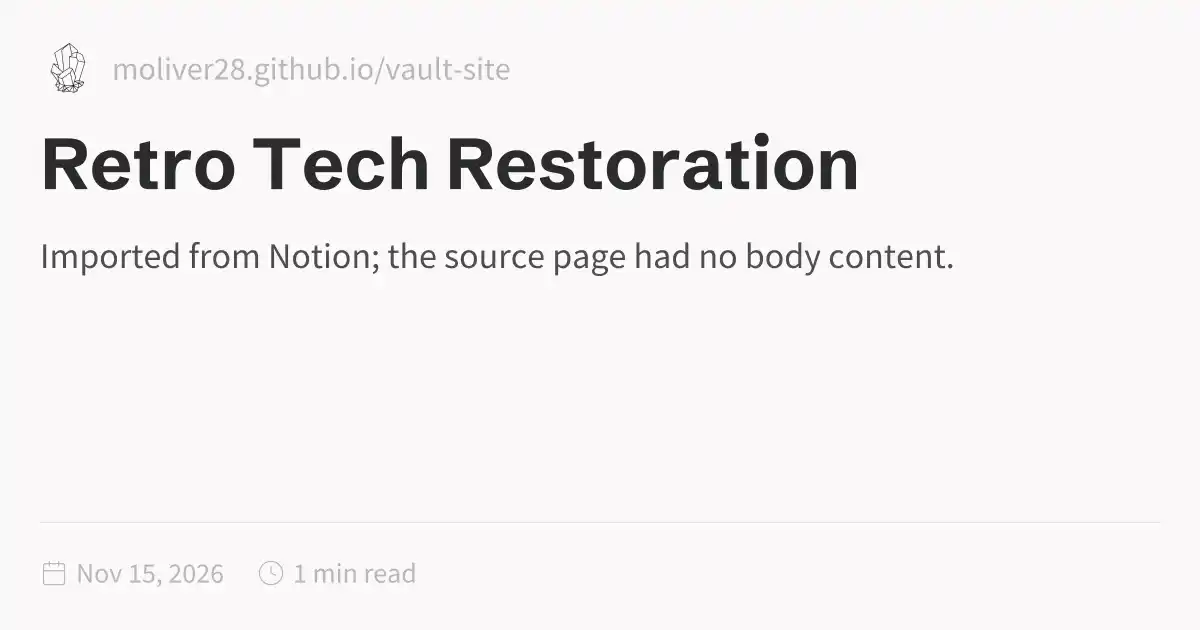 moliver28.github.io/vault-site
Retro Tech Restoration
Imported from Notion; the source page had no body content.
Nov 15, 2026 1 min read